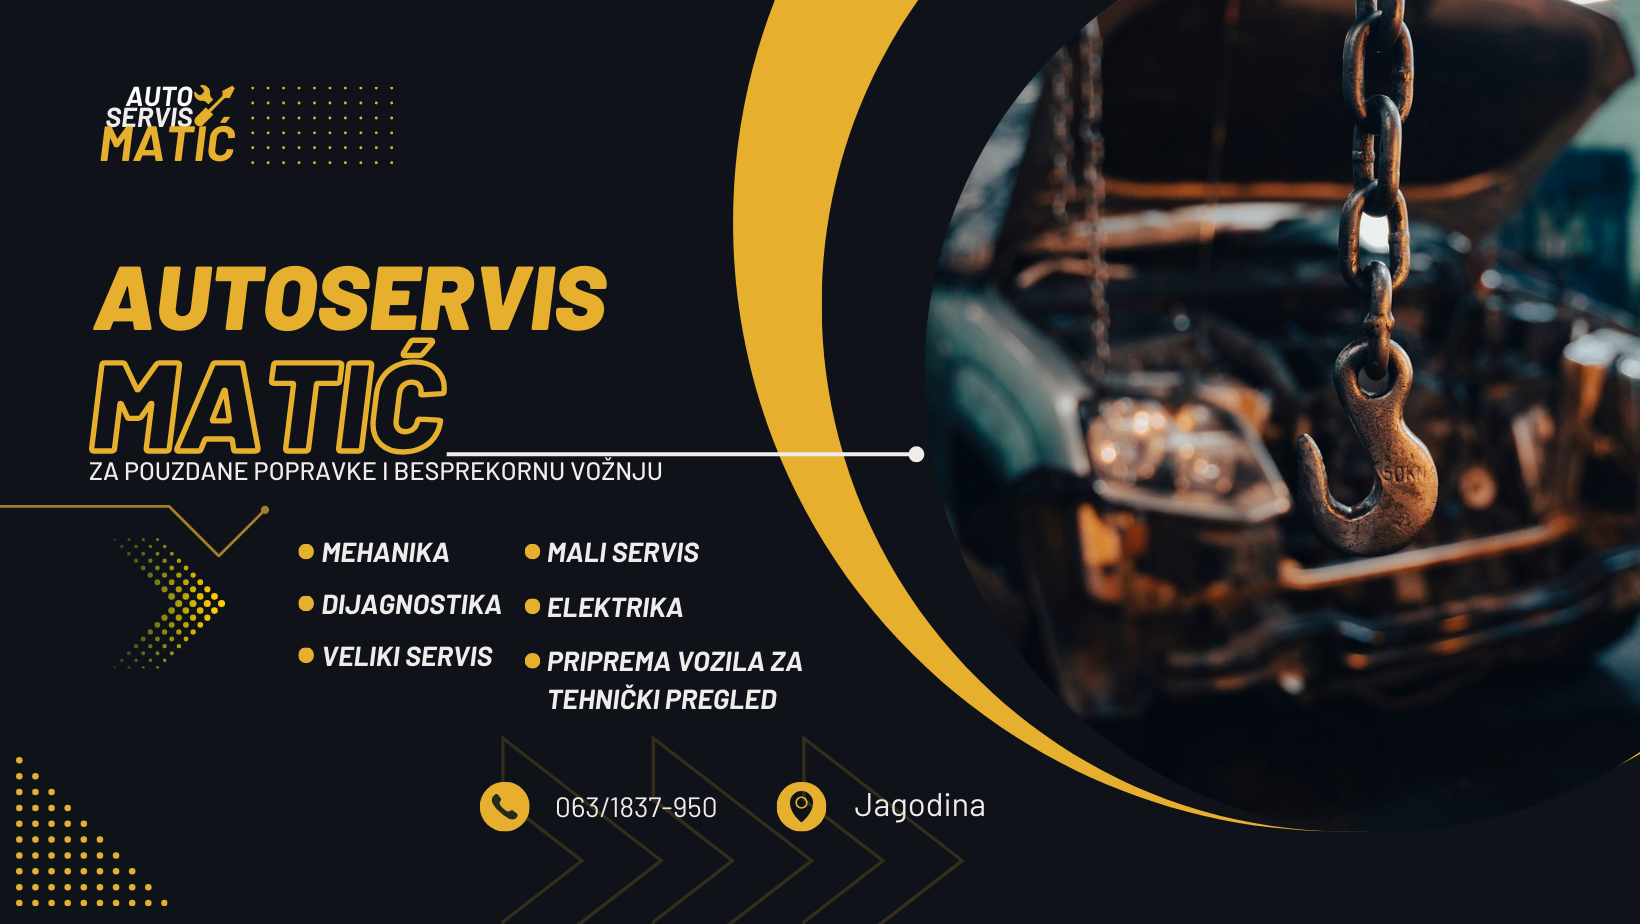 AUTO
SERVIS
MATIĆ
AUTOSERVIS
MATIĆ
ZA POUZDANE POPRAVKE I BESPREKORNU VOŽNJU
MEHANIKA
DIJAGNOSTIKA
VELIKI SERVIS
MALI SERVIS
ELEKTRIKA
PRIPREMA VOZILA ZA
TEHNIČKI PREGLED
063/1837-950
Jagodina